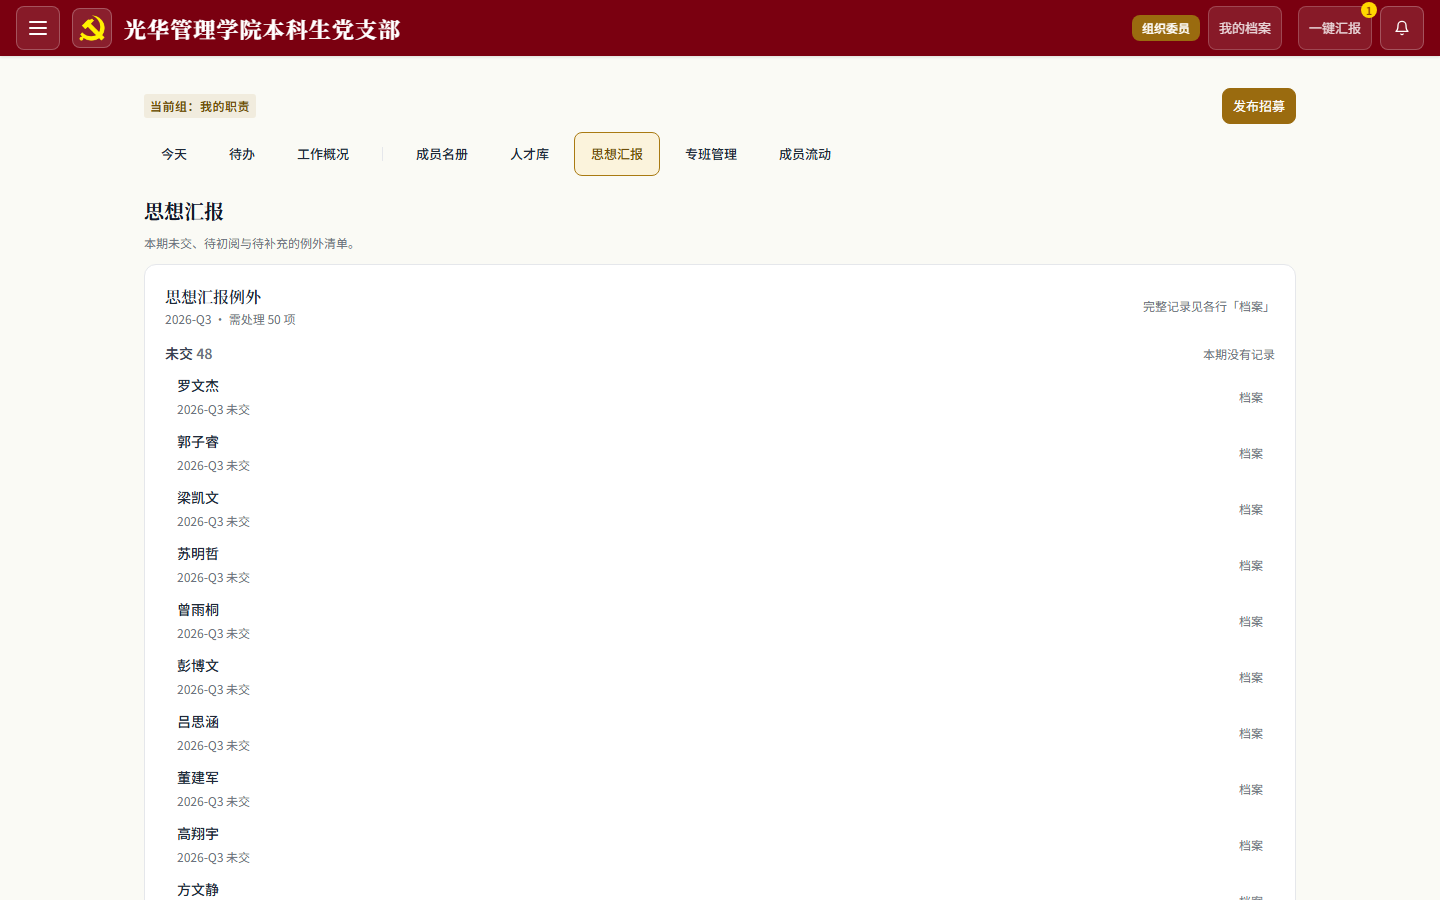 光华管理学院本科生党支部
组织委员
我的档案
一键汇报
1
当前组：我的职责
发布招募
今天
待办
工作概况
成员名册
人才库
思想汇报
专班管理
成员流动
思想汇报
本期未交、待初阅与待补充的例外清单。
思想汇报例外
2026-Q3 · 需处理 50 项
完整记录见各行「档案」
未交 48
本期没有记录
罗文杰
2026-Q3 未交
档案
郭子睿
2026-Q3 未交
档案
梁凯文
2026-Q3 未交
档案
苏明哲
2026-Q3 未交
档案
曾雨桐
2026-Q3 未交
档案
彭博文
2026-Q3 未交
档案
吕思涵
2026-Q3 未交
档案
董建军
2026-Q3 未交
档案
高翔宇
2026-Q3 未交
档案
方文静